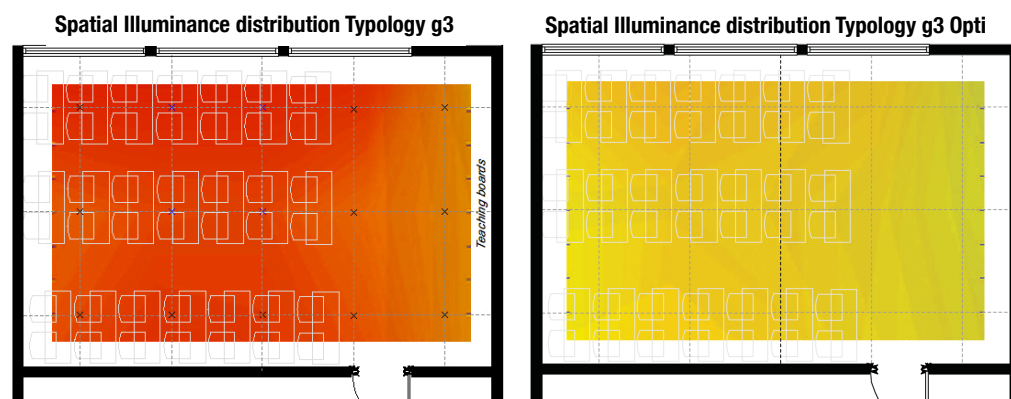 Spatial Illuminance distribution Typology g3
Spatial Illuminance distribution Typology g3 Opti
Teaching boards